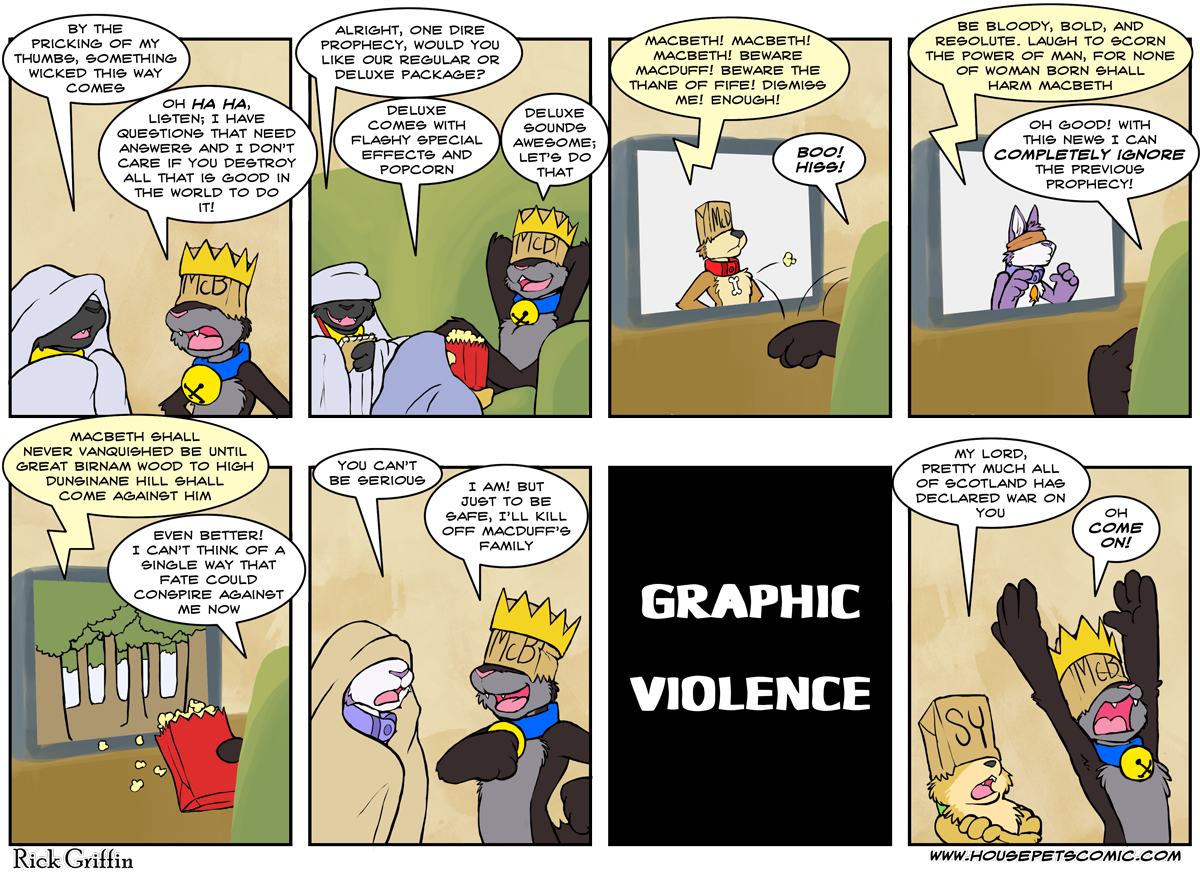 BY THE
PRICKING OF MY
THUMBS, SOMETHING
WICKED THIS WAY
COMES
OH HA HA,
LISTEN; I HAVE
QUESTIONS THAT NEED
ANSWERS AND I DON'T
CARE IF YOU DESTROY
ALL THAT IS GOOD IN
THE WORLD TO DO
IT!
McB
ALRIGHT, ONE DIRE
PROPHECY, WOULD YOU
LIKE OUR REGULAR OR
DELUXE PACKAGE?
DELUXE
COMES WITH
FLASHY SPECIAL
EFFECTS AND
POPCORN
DELUXE
SOUNDS
AWESOME;
LET'S DO
THAT
McB
MACBETH! MACBETH!
MACBETH! BEWARE
MACDUFF! BEWARE THE
THANE OF FIFE! DISMISS
ME! ENOUGH!
BOO!
HISS!
McD
BE BLOODY, BOLD, AND
RESOLUTE. LAUGH TO SCORN
THE POWER OF MAN, FOR NONE
OF WOMAN BORN SHALL
HARM MACBETH
OH GOOD! WITH
THIS NEWS I CAN
COMPLETELY IGNORE
THE PREVIOUS
PROPHECY!
MACBETH SHALL
NEVER VANQUISHED BE UNTIL
GREAT BIRNAM WOOD TO HIGH
DUNSINANE HILL SHALL
COME AGAINST HIM
EVEN BETTER!
I CAN'T THINK OF A
SINGLE WAY THAT
FATE COULD
CONSPIRE AGAINST
ME NOW
YOU CAN'T
BE SERIOUS
I AM! BUT
JUST TO BE
SAFE, I'LL KILL
OFF MACDUFF'S
FAMILY
McB
GRAPHIC
VIOLENCE
MY LORD,
PRETTY MUCH ALL
OF SCOTLAND HAS
DECLARED WAR ON
YOU
OH
COME
ON!
McB
SY
Rick Griffin
WWW.HOUSEPETSCOMIC.COM